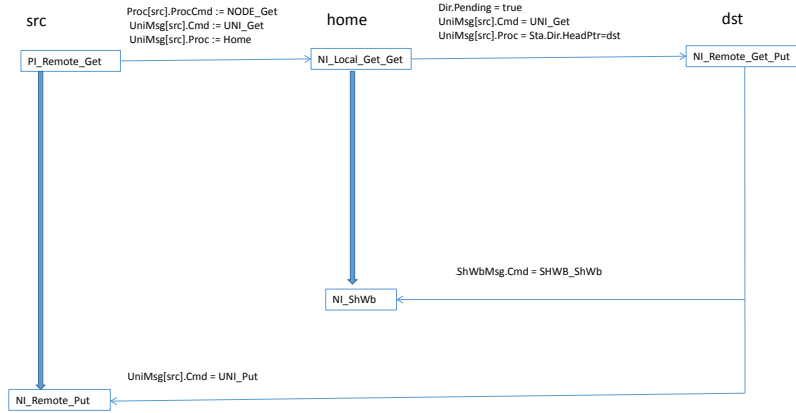 src
home
dst
Proc[src].ProcCmd := NODE_Get
UniMsg[src].Cmd := UNI_Get
UniMsg[src].Proc := Home
Dir.Pending = true
UniMsg[src].Cmd = UNI_Get
UniMsg[src].Proc = Sta.Dir.HeadPtr=dst
PI_Remote_Get
NI_Local_Get_Get
NI_Remote_Get_Put
.ShWbMsg.Cmd = SHWB_ShWb
NI_ShWb
UniMsg[src].Cmd = UNI_Put
NI_Remote_Put